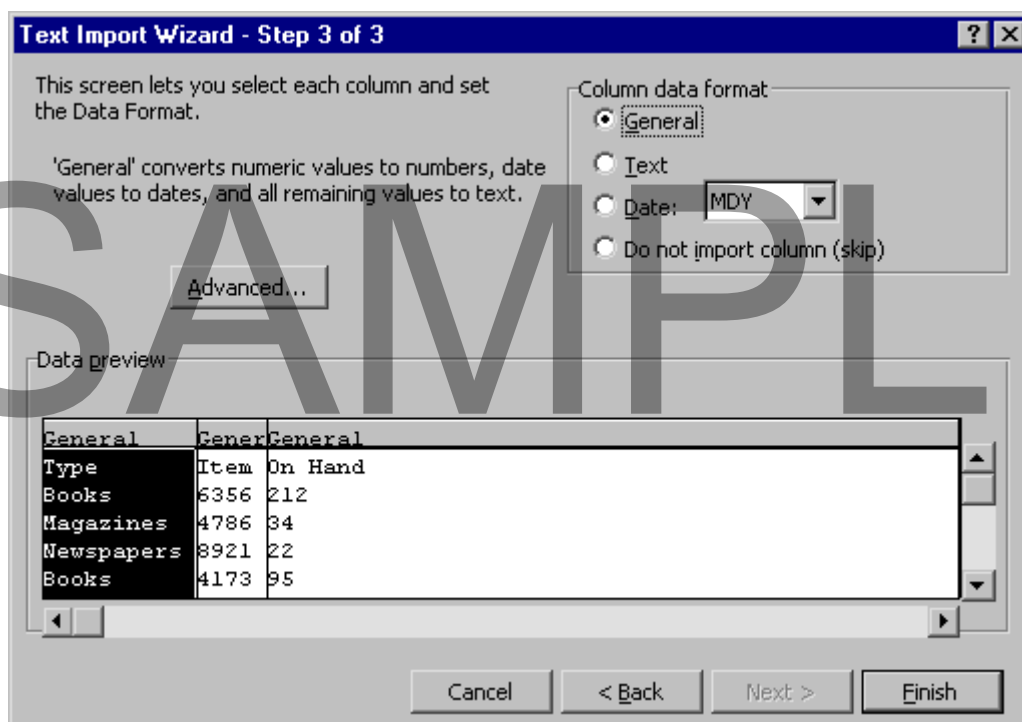 Text Import Wizard - Step 3 of 3
This screen lets you select each column and set
the Data Format.
'General' converts numeric values to numbers, date
values to dates, and all remaining values to text.
Advanced...
Column data format
General
Text
Date: MDY
Do not import column (skip)
Data preview
General Gener General
Type Item On Hand
Books 6356 212
Magazines 4786 34
Newspapers 8921 22
Books 4173 95
Cancel < Back Next > Finish
SAMPL